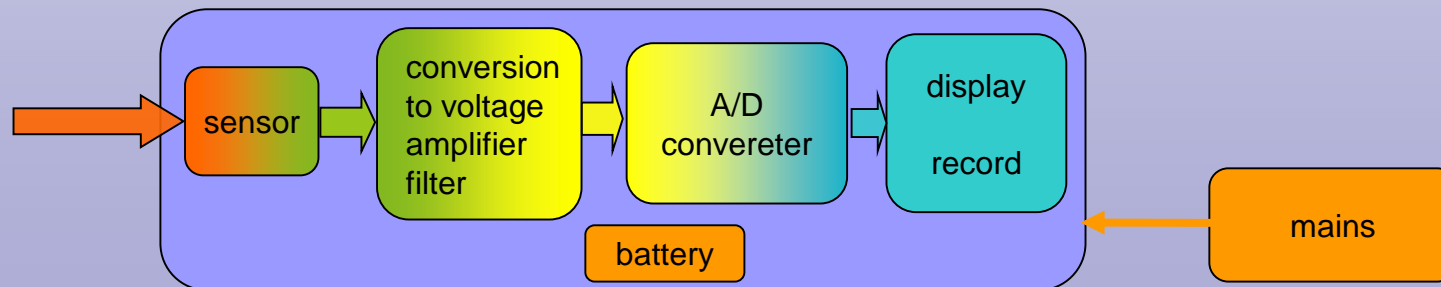 sensor
conversion
to voltage
amplifier
filter
A/D
convereter
display
record
battery
mains